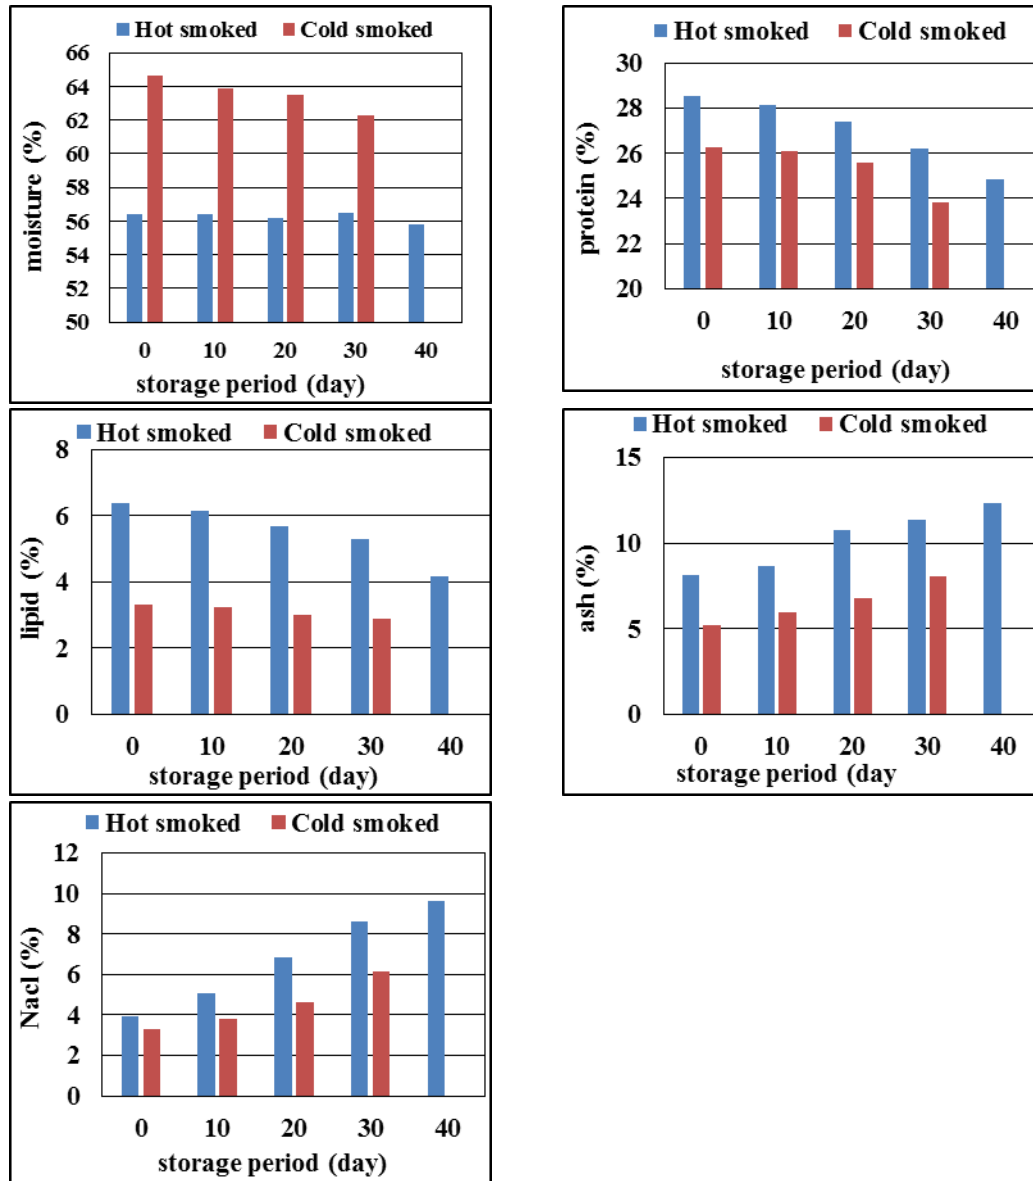 Hot smoked Cold smoked
66
64
62
60
58
56
54
52
50
moisture (%)
0 10 20 30 40
storage period (day)
Hot smoked Cold smoked
30
28
26
24
22
20
protein (%)
0 10 20 30 40
storage period (day)
Hot smoked Cold smoked
8
6
4
2
0
lipid (%)
0 10 20 30 40
storage period (day)
Hot smoked Cold smoked
15
10
5
0
ash (%)
0 10 20 30 40
storage period (day
Hot smoked Cold smoked
12
10
8
6
4
2
0
Nacl (%)
0 10 20 30 40
storage period (day)